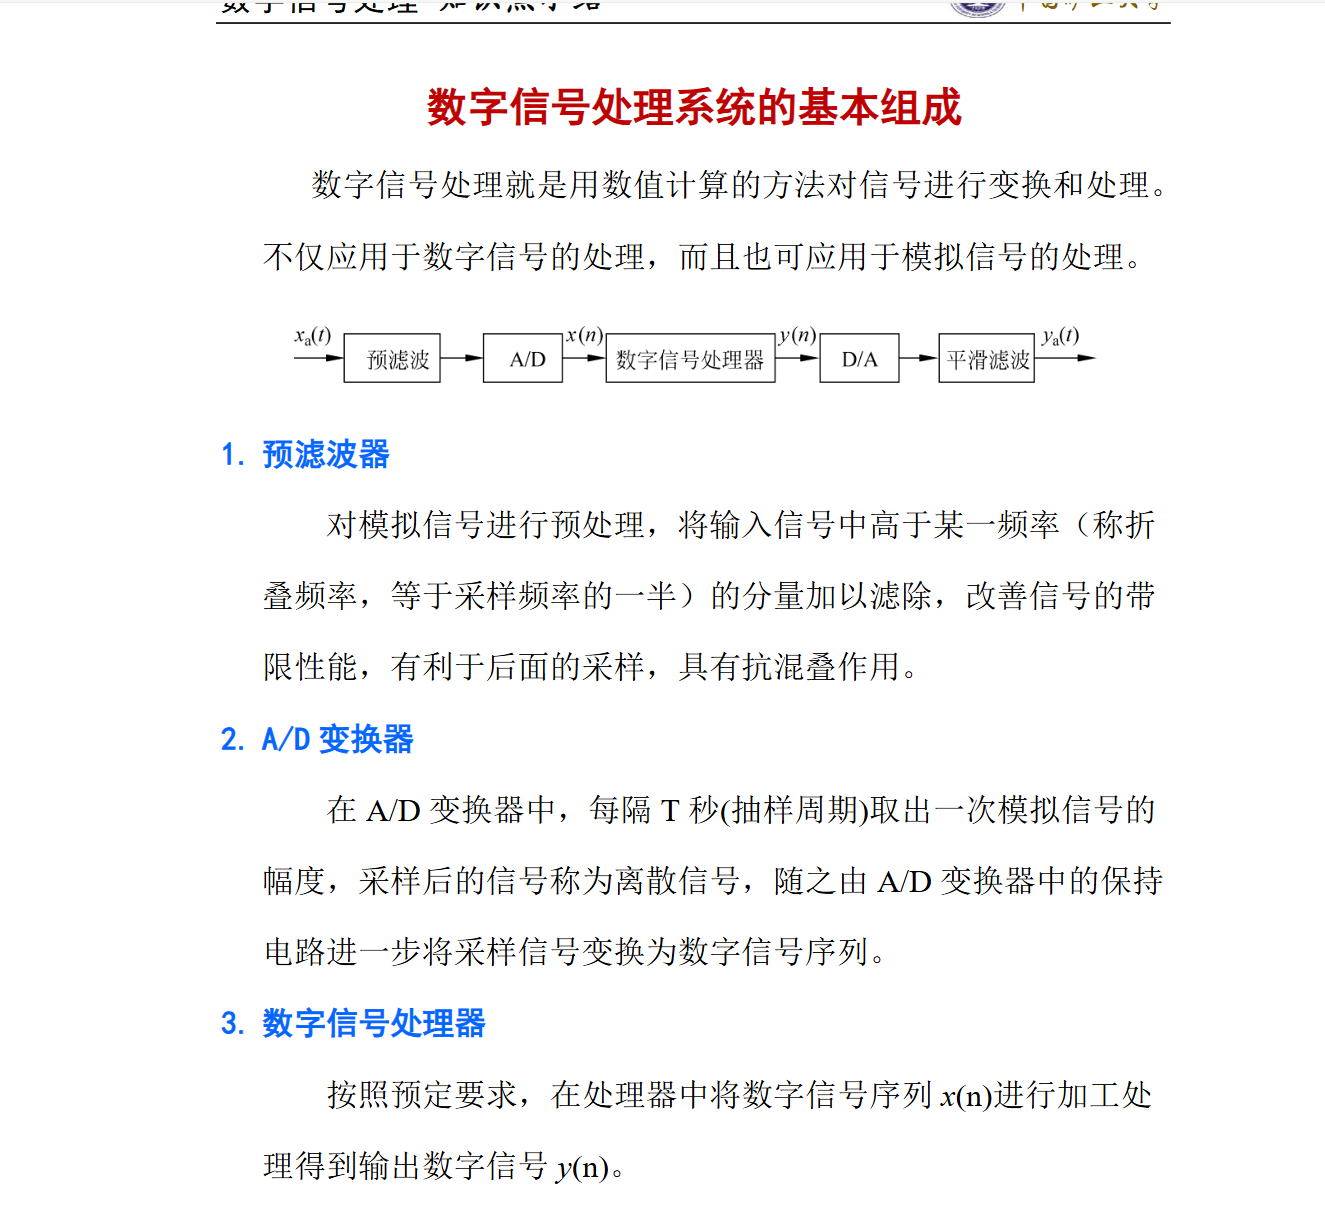 数字信号处理 知识点小结
数字信号处理系统的基本组成
数字信号处理就是用数值计算的方法对信号进行变换和处理。
不仅应用于数字信号的处理，而且也可应用于模拟信号的处理。
xa(t) 预滤波 A/D x(n) 数字信号处理器 y(n) D/A 平滑滤波 ya(t)
1. 预滤波器
对模拟信号进行预处理，将输入信号中高于某一频率（称折
叠频率，等于采样频率的一半）的分量加以滤除，改善信号的带
限性能，有利于后面的采样，具有抗混叠作用。
2. A/D 变换器
在 A/D 变换器中，每隔 T 秒(抽样周期)取出一次模拟信号的
幅度，采样后的信号称为离散信号，随之由 A/D 变换器中的保持
电路进一步将采样信号变换为数字信号序列。
3. 数字信号处理器
按照预定要求，在处理器中将数字信号序列 x(n)进行加工处
理得到输出数字信号 y(n)。